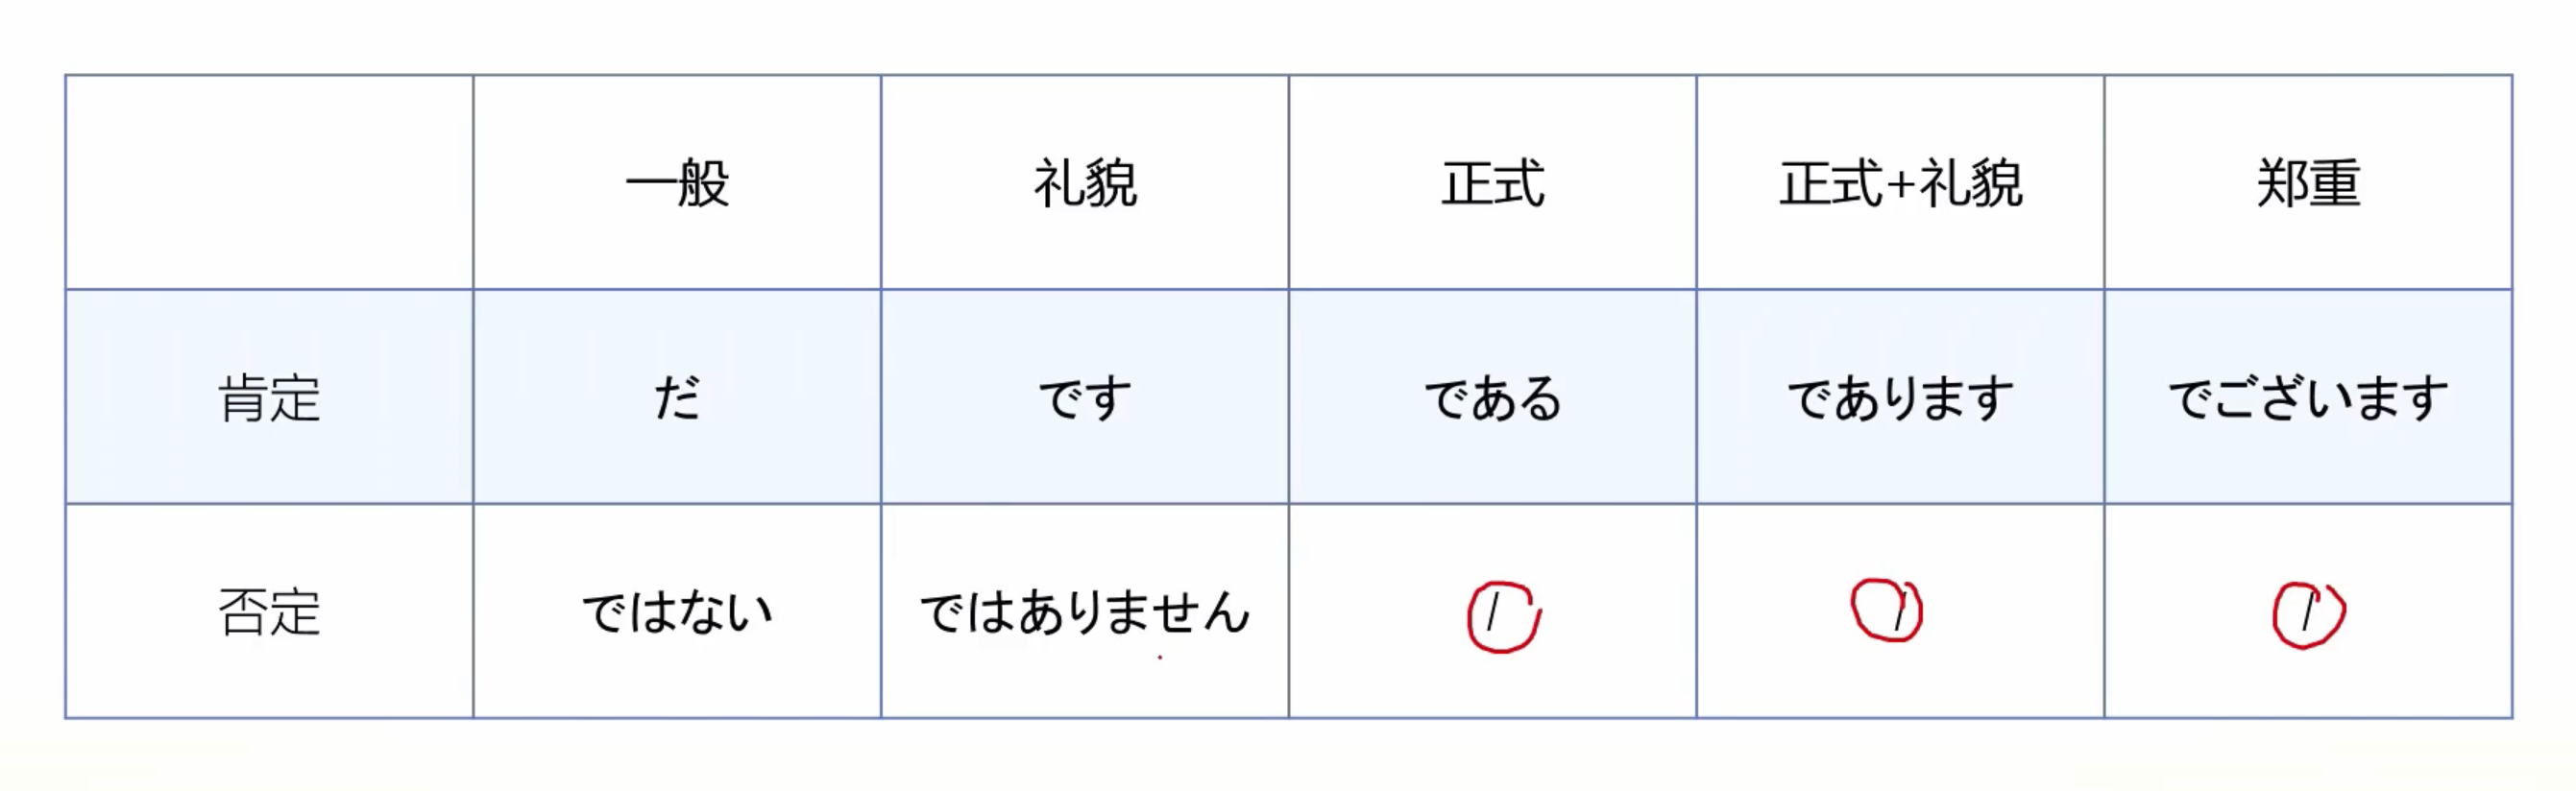 一般 礼貌 正式 正式+礼貌 郑重
肯定 だ です である であります でございます
否定 ではない ではありません / / /